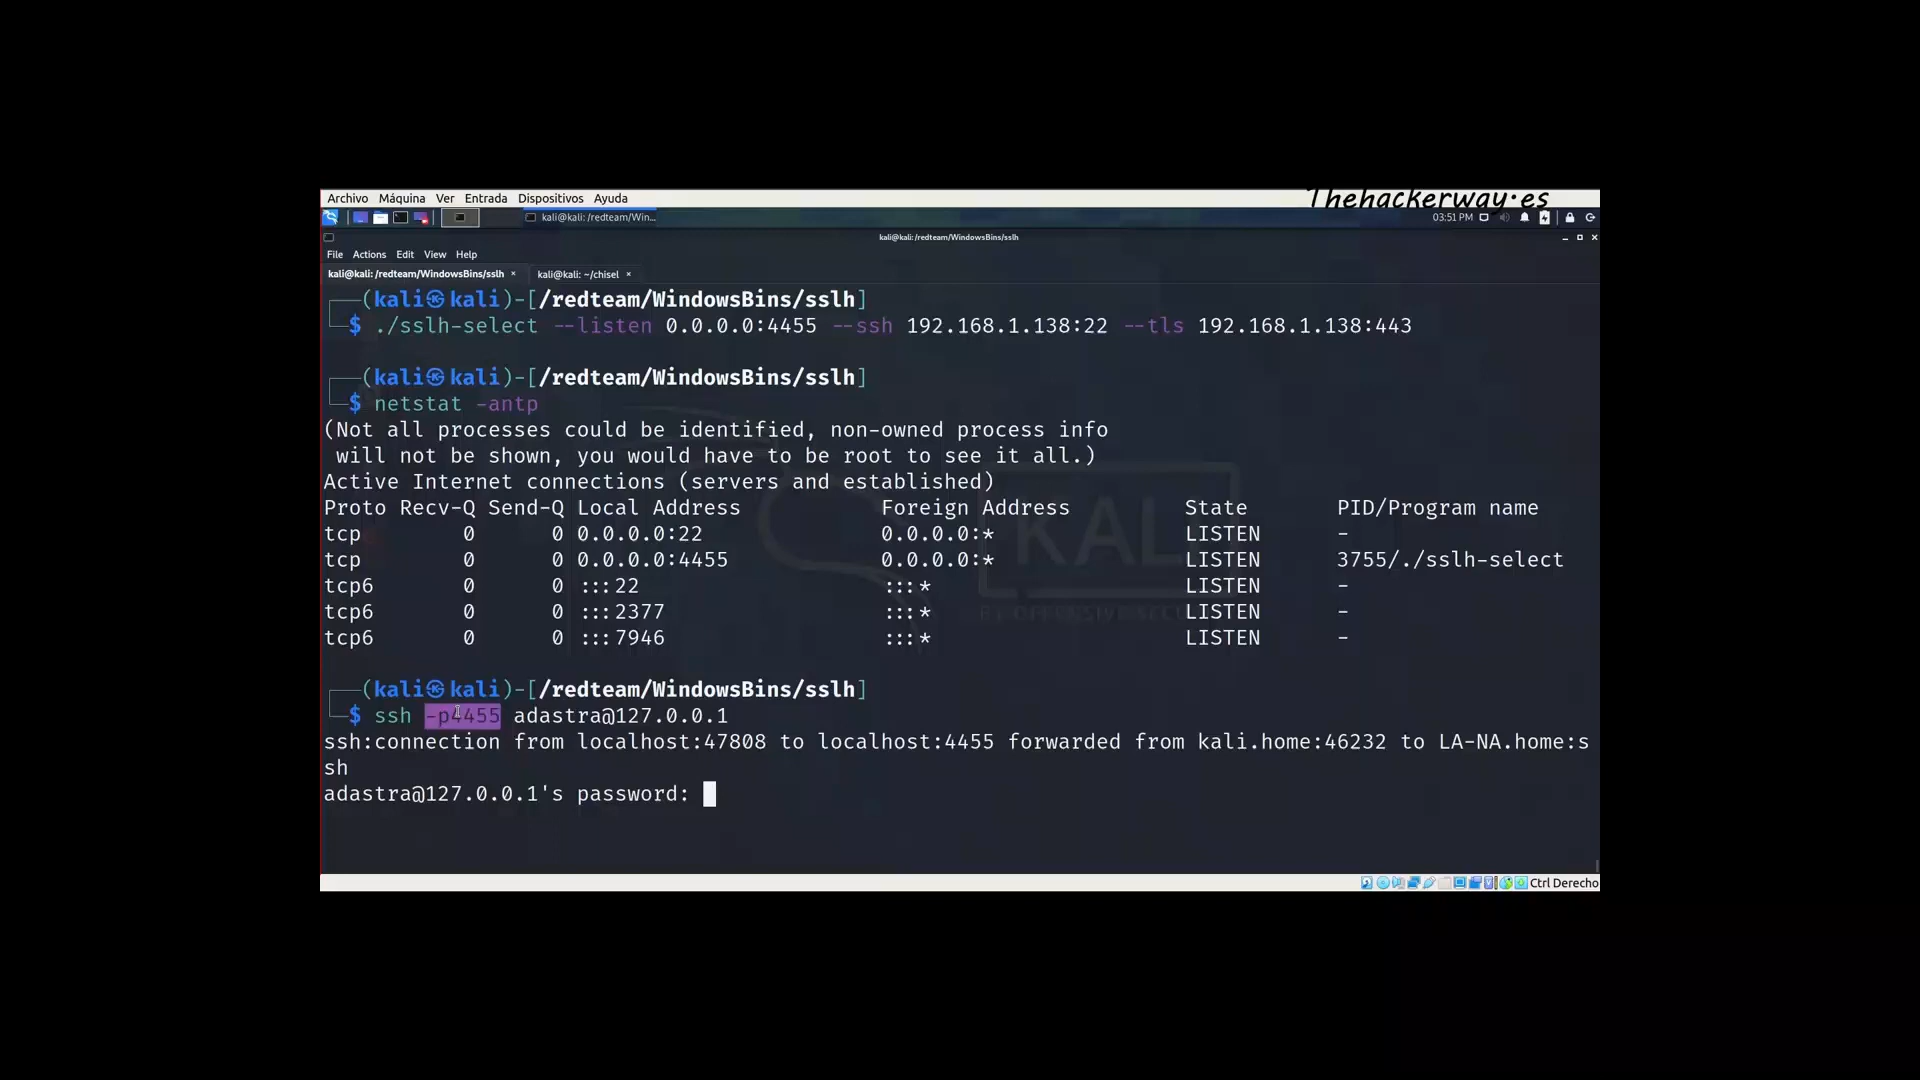 Archivo Máquina Ver Entrada Dispositivos Ayuda
Thehackerway.es
kali@kali: /redteam/Win...
03:51 PM
kali@kali: /redteam/WindowsBins/sslh
File Actions Edit View Help
kali@kali: /redteam/WindowsBins/sslh × kali@kali: ~/chisel ×
(kali㉿kali)-[/redteam/WindowsBins/sslh]
$ ./sslh-select --listen 0.0.0.0:4455 --ssh 192.168.1.138:22 --tls 192.168.1.138:443
(kali㉿kali)-[/redteam/WindowsBins/sslh]
$ netstat -antp
(Not all processes could be identified, non-owned process info
will not be shown, you would have to be root to see it all.)
Active Internet connections (servers and established)
Proto Recv-Q Send-Q Local Address Foreign Address State PID/Program name
tcp 0 0 0.0.0.0:22 0.0.0.0:* LISTEN -
tcp 0 0 0.0.0.0:4455 0.0.0.0:* LISTEN 3755/./sslh-select
tcp6 0 0 :::22 :::* LISTEN -
tcp6 0 0 :::2377 :::* LISTEN -
tcp6 0 0 :::7946 :::* LISTEN -
(kali㉿kali)-[/redteam/WindowsBins/sslh]
$ ssh -p4455 adastra@127.0.0.1
ssh:connection from localhost:47808 to localhost:4455 forwarded from kali.home:46232 to LA-NA.home:s
sh
adastra@127.0.0.1's password:
Ctrl Derecho